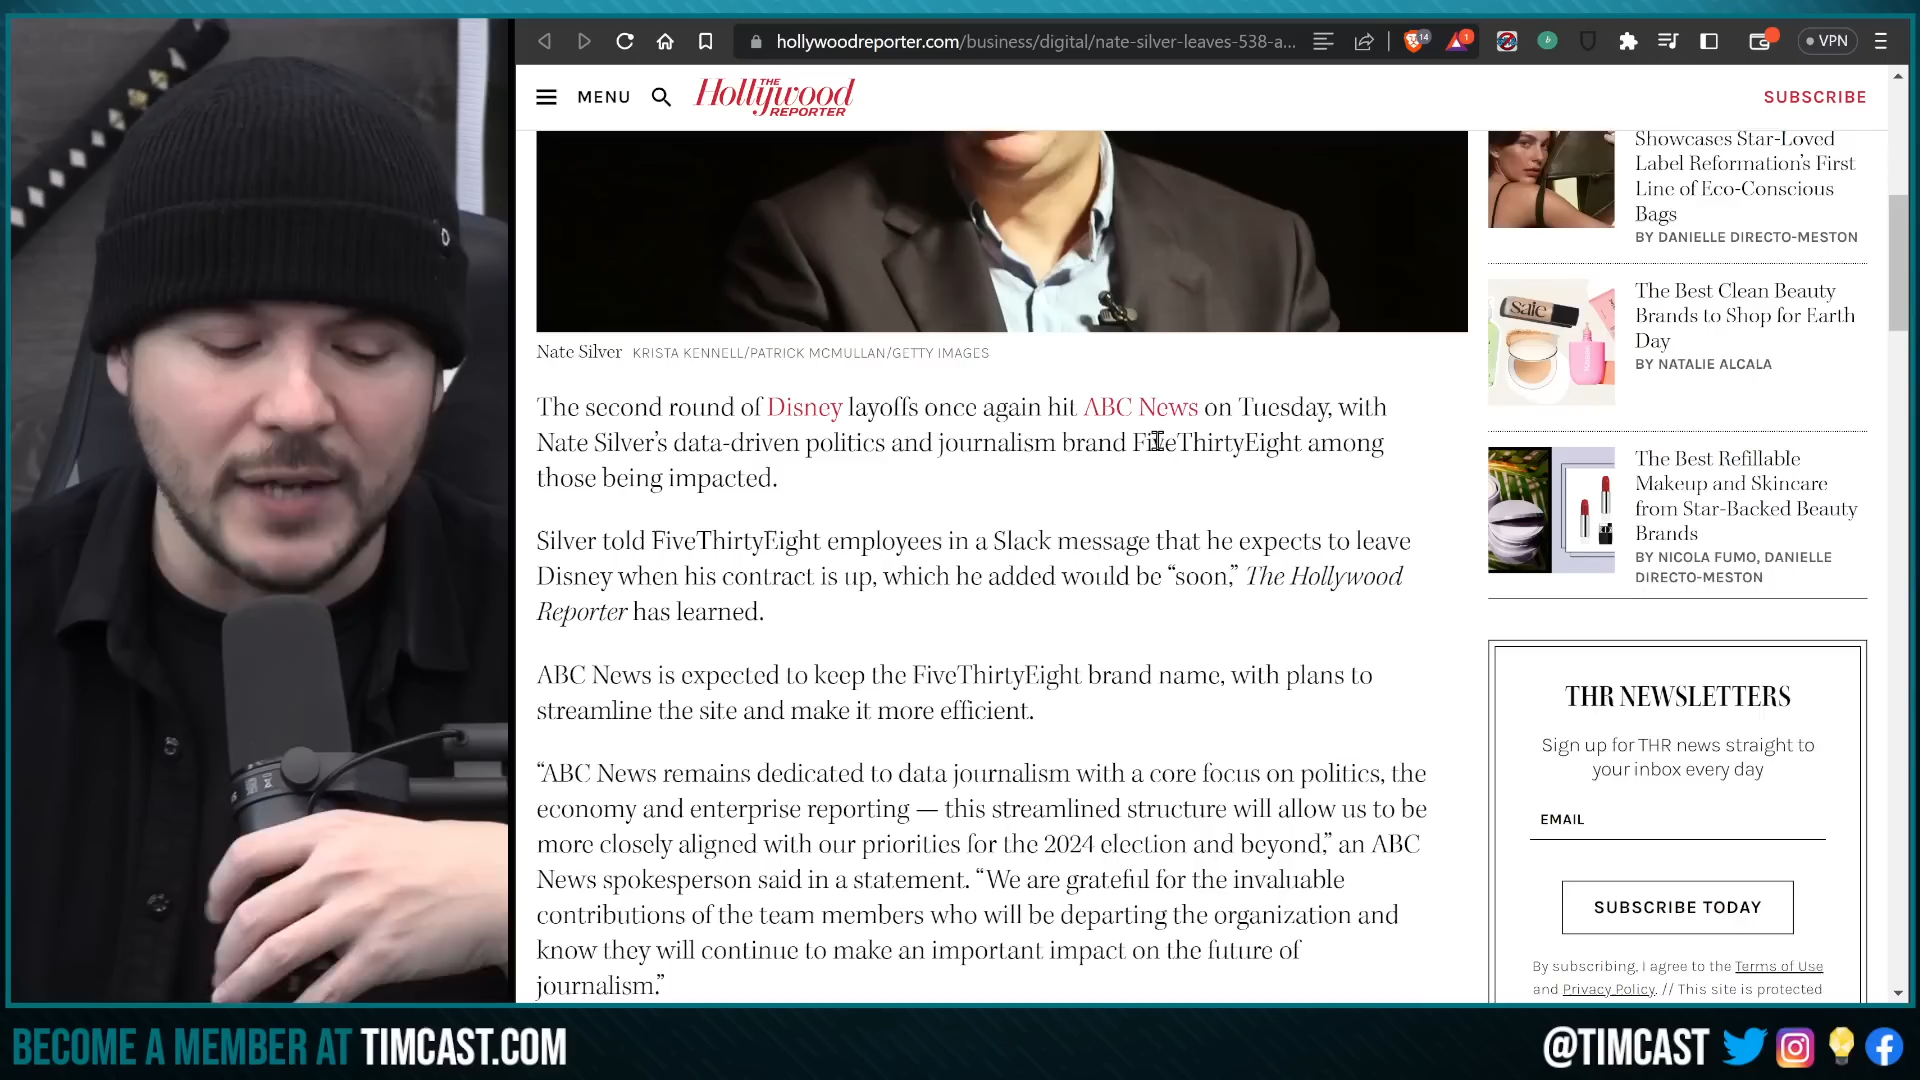 hollywoodreporter.com/business/digital/nate-silver-leaves-538-a...
14
1
b
VPN
MENU
THE
Hollywood
REPORTER
SUBSCRIBE
Nate Silver KRISTA KENNELL/PATRICK MCMULLAN/GETTY IMAGES
The second round of Disney layoffs once again hit ABC News on Tuesday, with
Nate Silver’s data-driven politics and journalism brand FiveThirtyEight among
those being impacted.
Silver told FiveThirtyEight employees in a Slack message that he expects to leave
Disney when his contract is up, which he added would be “soon,” The Hollywood
Reporter has learned.
ABC News is expected to keep the FiveThirtyEight brand name, with plans to
streamline the site and make it more efficient.
“ABC News remains dedicated to data journalism with a core focus on politics, the
economy and enterprise reporting — this streamlined structure will allow us to be
more closely aligned with our priorities for the 2024 election and beyond,” an ABC
News spokesperson said in a statement. “We are grateful for the invaluable
contributions of the team members who will be departing the organization and
know they will continue to make an important impact on the future of
journalism.”
Showcases Star-Loved
Label Reformation’s First
Line of Eco-Conscious
Bags
BY DANIELLE DIRECTO-MESTON
Saie
The Best Clean Beauty
Brands to Shop for Earth
Day
BY NATALIE ALCALA
The Best Refillable
Makeup and Skincare
from Star-Backed Beauty
Brands
BY NICOLA FUMO, DANIELLE
DIRECTO-MESTON
THR NEWSLETTERS
Sign up for THR news straight to
your inbox every day
EMAIL
SUBSCRIBE TODAY
By subscribing, I agree to the Terms of Use
and Privacy Policy. // This site is protected
BECOME A MEMBER AT TIMCAST.COM
@TIMCAST